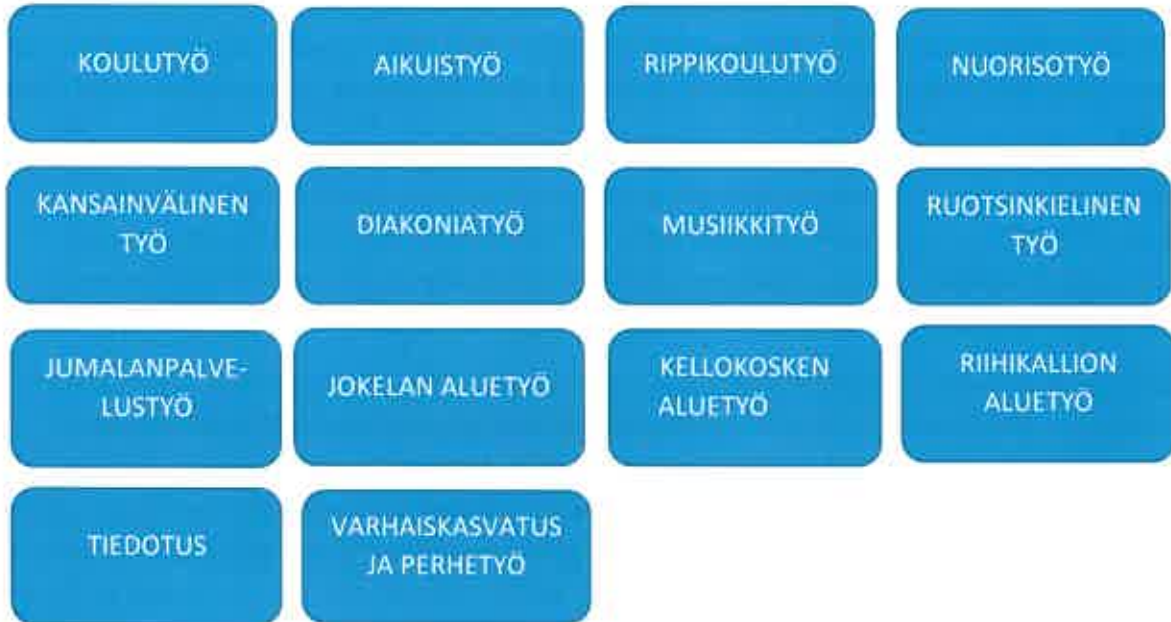 KOULUTYÖ
AIKUISTYÖ
RIPPIKOULUTYÖ
NUORISOTYÖ
KANSAINVÄLINEN
TYÖ
DIAKONIATYÖ
MUSIIKKITYÖ
RUOTSINKIELINEN
TYÖ
JUMALANPALVE-
LUSTYÖ
JOKELAN ALUETYÖ
KELLOKOSKEN
ALUETYÖ
RIIHIKALLION
ALUETYÖ
TIEDOTUS
VARHAISKASVATUS
JA PERHETYÖ